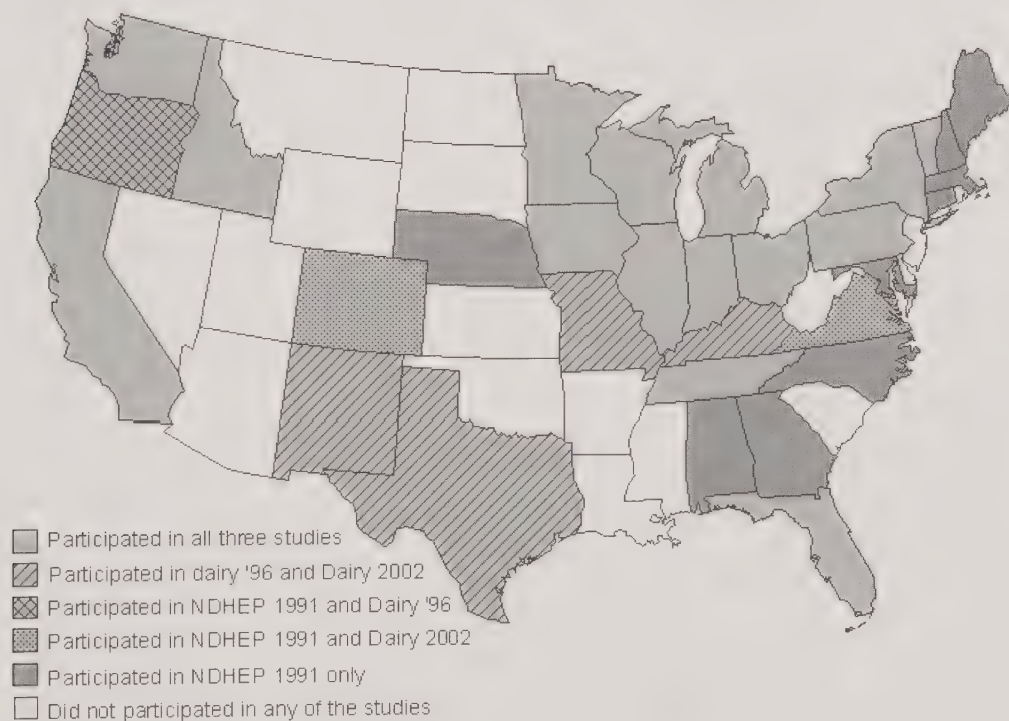 Participated in all three studies
Participated in dairy '96 and Dairy 2002
Participated in NDHEP 1991 and Dairy '96
Participated in NDHEP 1991 and Dairy 2002
Participated in NDHEP 1991 only
Did not participated in any of the studies